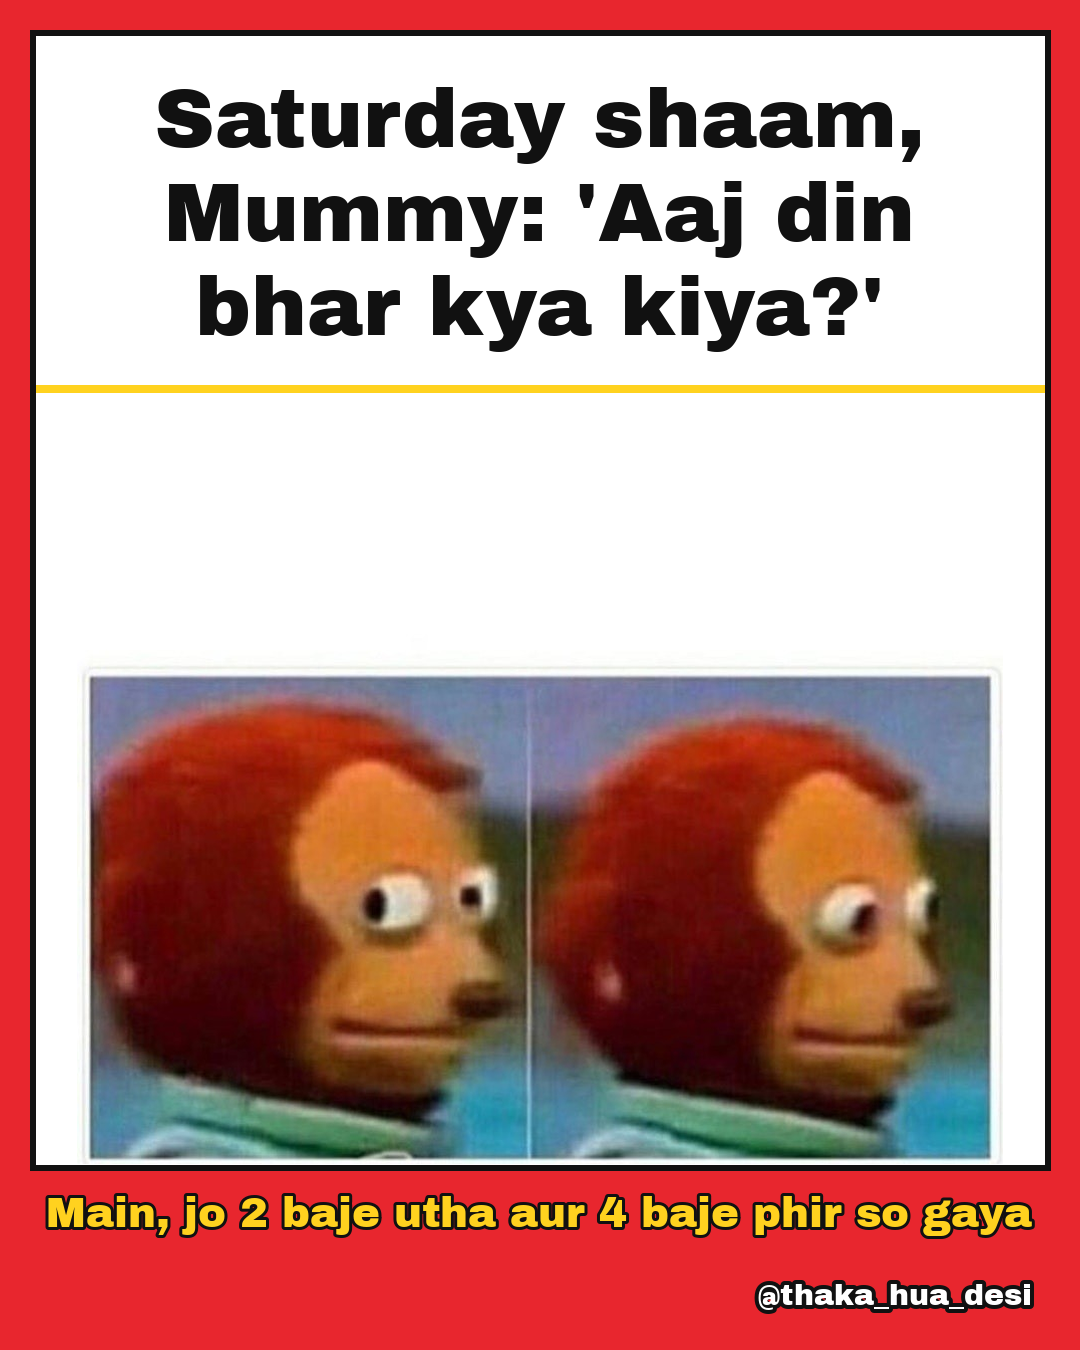 Saturday shaam,
Mummy: 'Aaj din
bhar kya kiya?'
Main, jo 2 baje utha aur 4 baje phir so gaya
@thaka_hua_desi